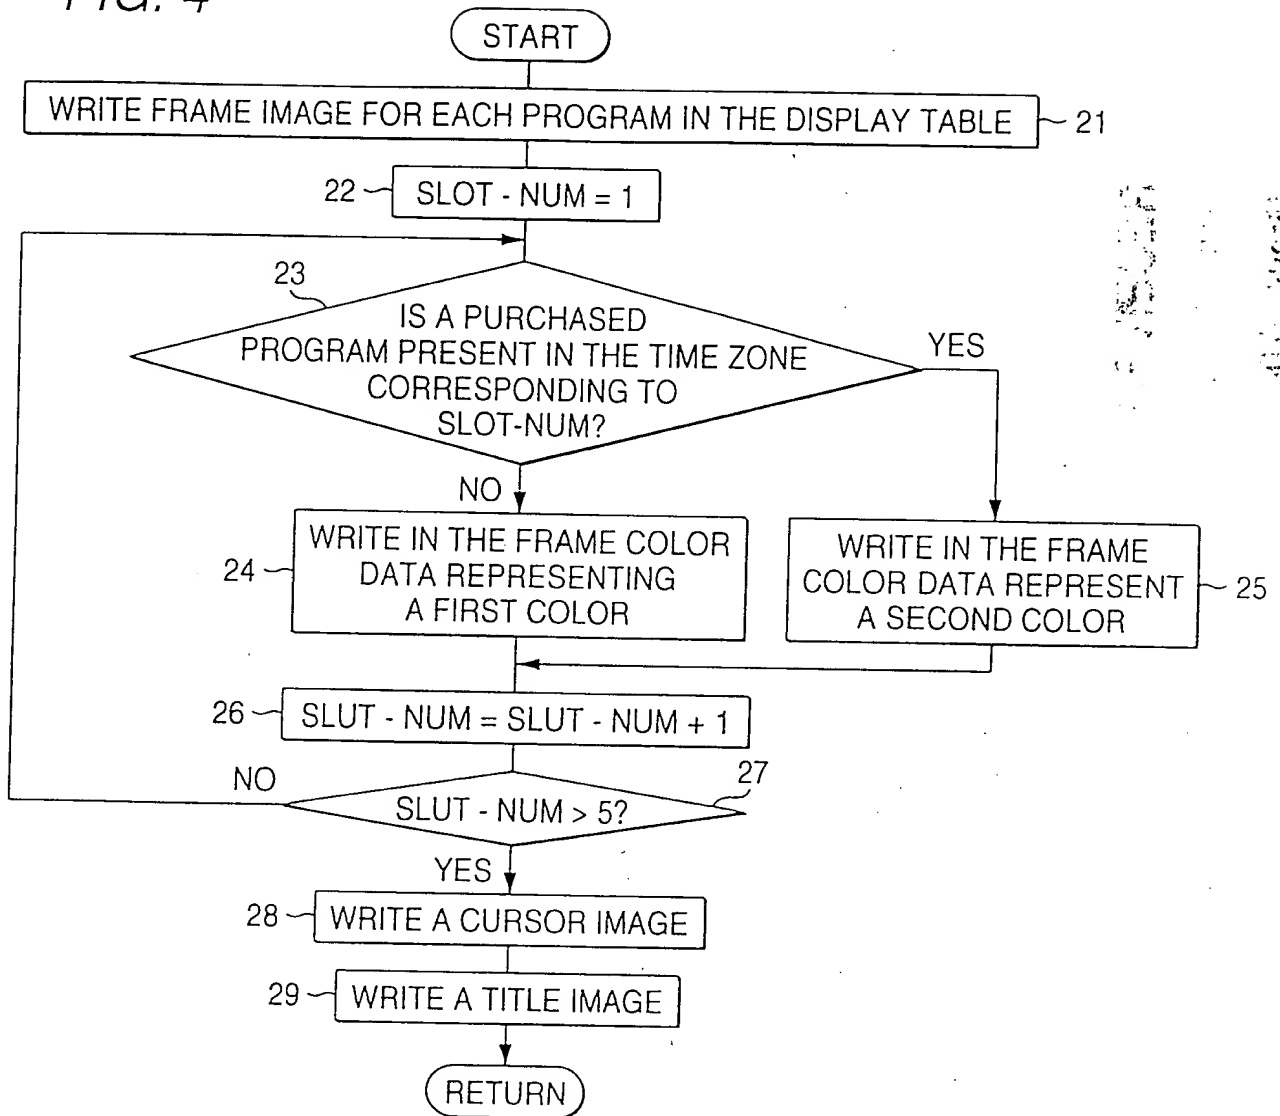 FIG. 4
START
WRITE FRAME IMAGE FOR EACH PROGRAM IN THE DISPLAY TABLE
21
22
SLOT - NUM = 1
23
IS A PURCHASED
PROGRAM PRESENT IN THE TIME ZONE
CORRESPONDING TO
SLOT-NUM?
YES
NO
WRITE IN THE FRAME COLOR
DATA REPRESENTING
A FIRST COLOR
24
WRITE IN THE FRAME
COLOR DATA REPRESENT
A SECOND COLOR
25
26
SLUT - NUM = SLUT - NUM + 1
NO
27
SLUT - NUM > 5?
YES
28
WRITE A CURSOR IMAGE
29
WRITE A TITLE IMAGE
RETURN